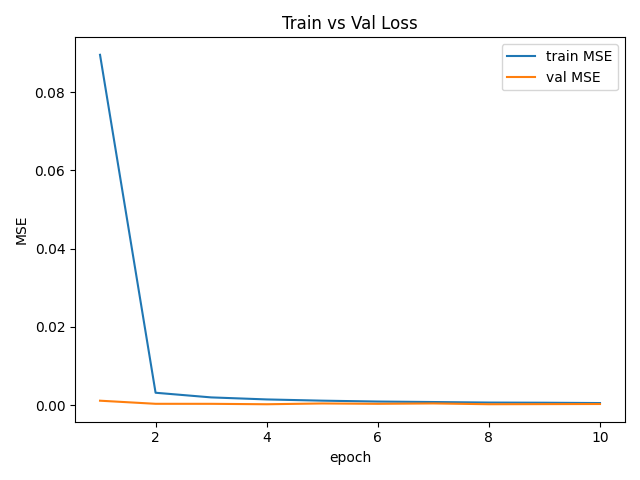 Train vs Val Loss
train MSE
val MSE
0.08
0.06
0.04
0.02
0.00
MSE
2 4 6 8 10
epoch